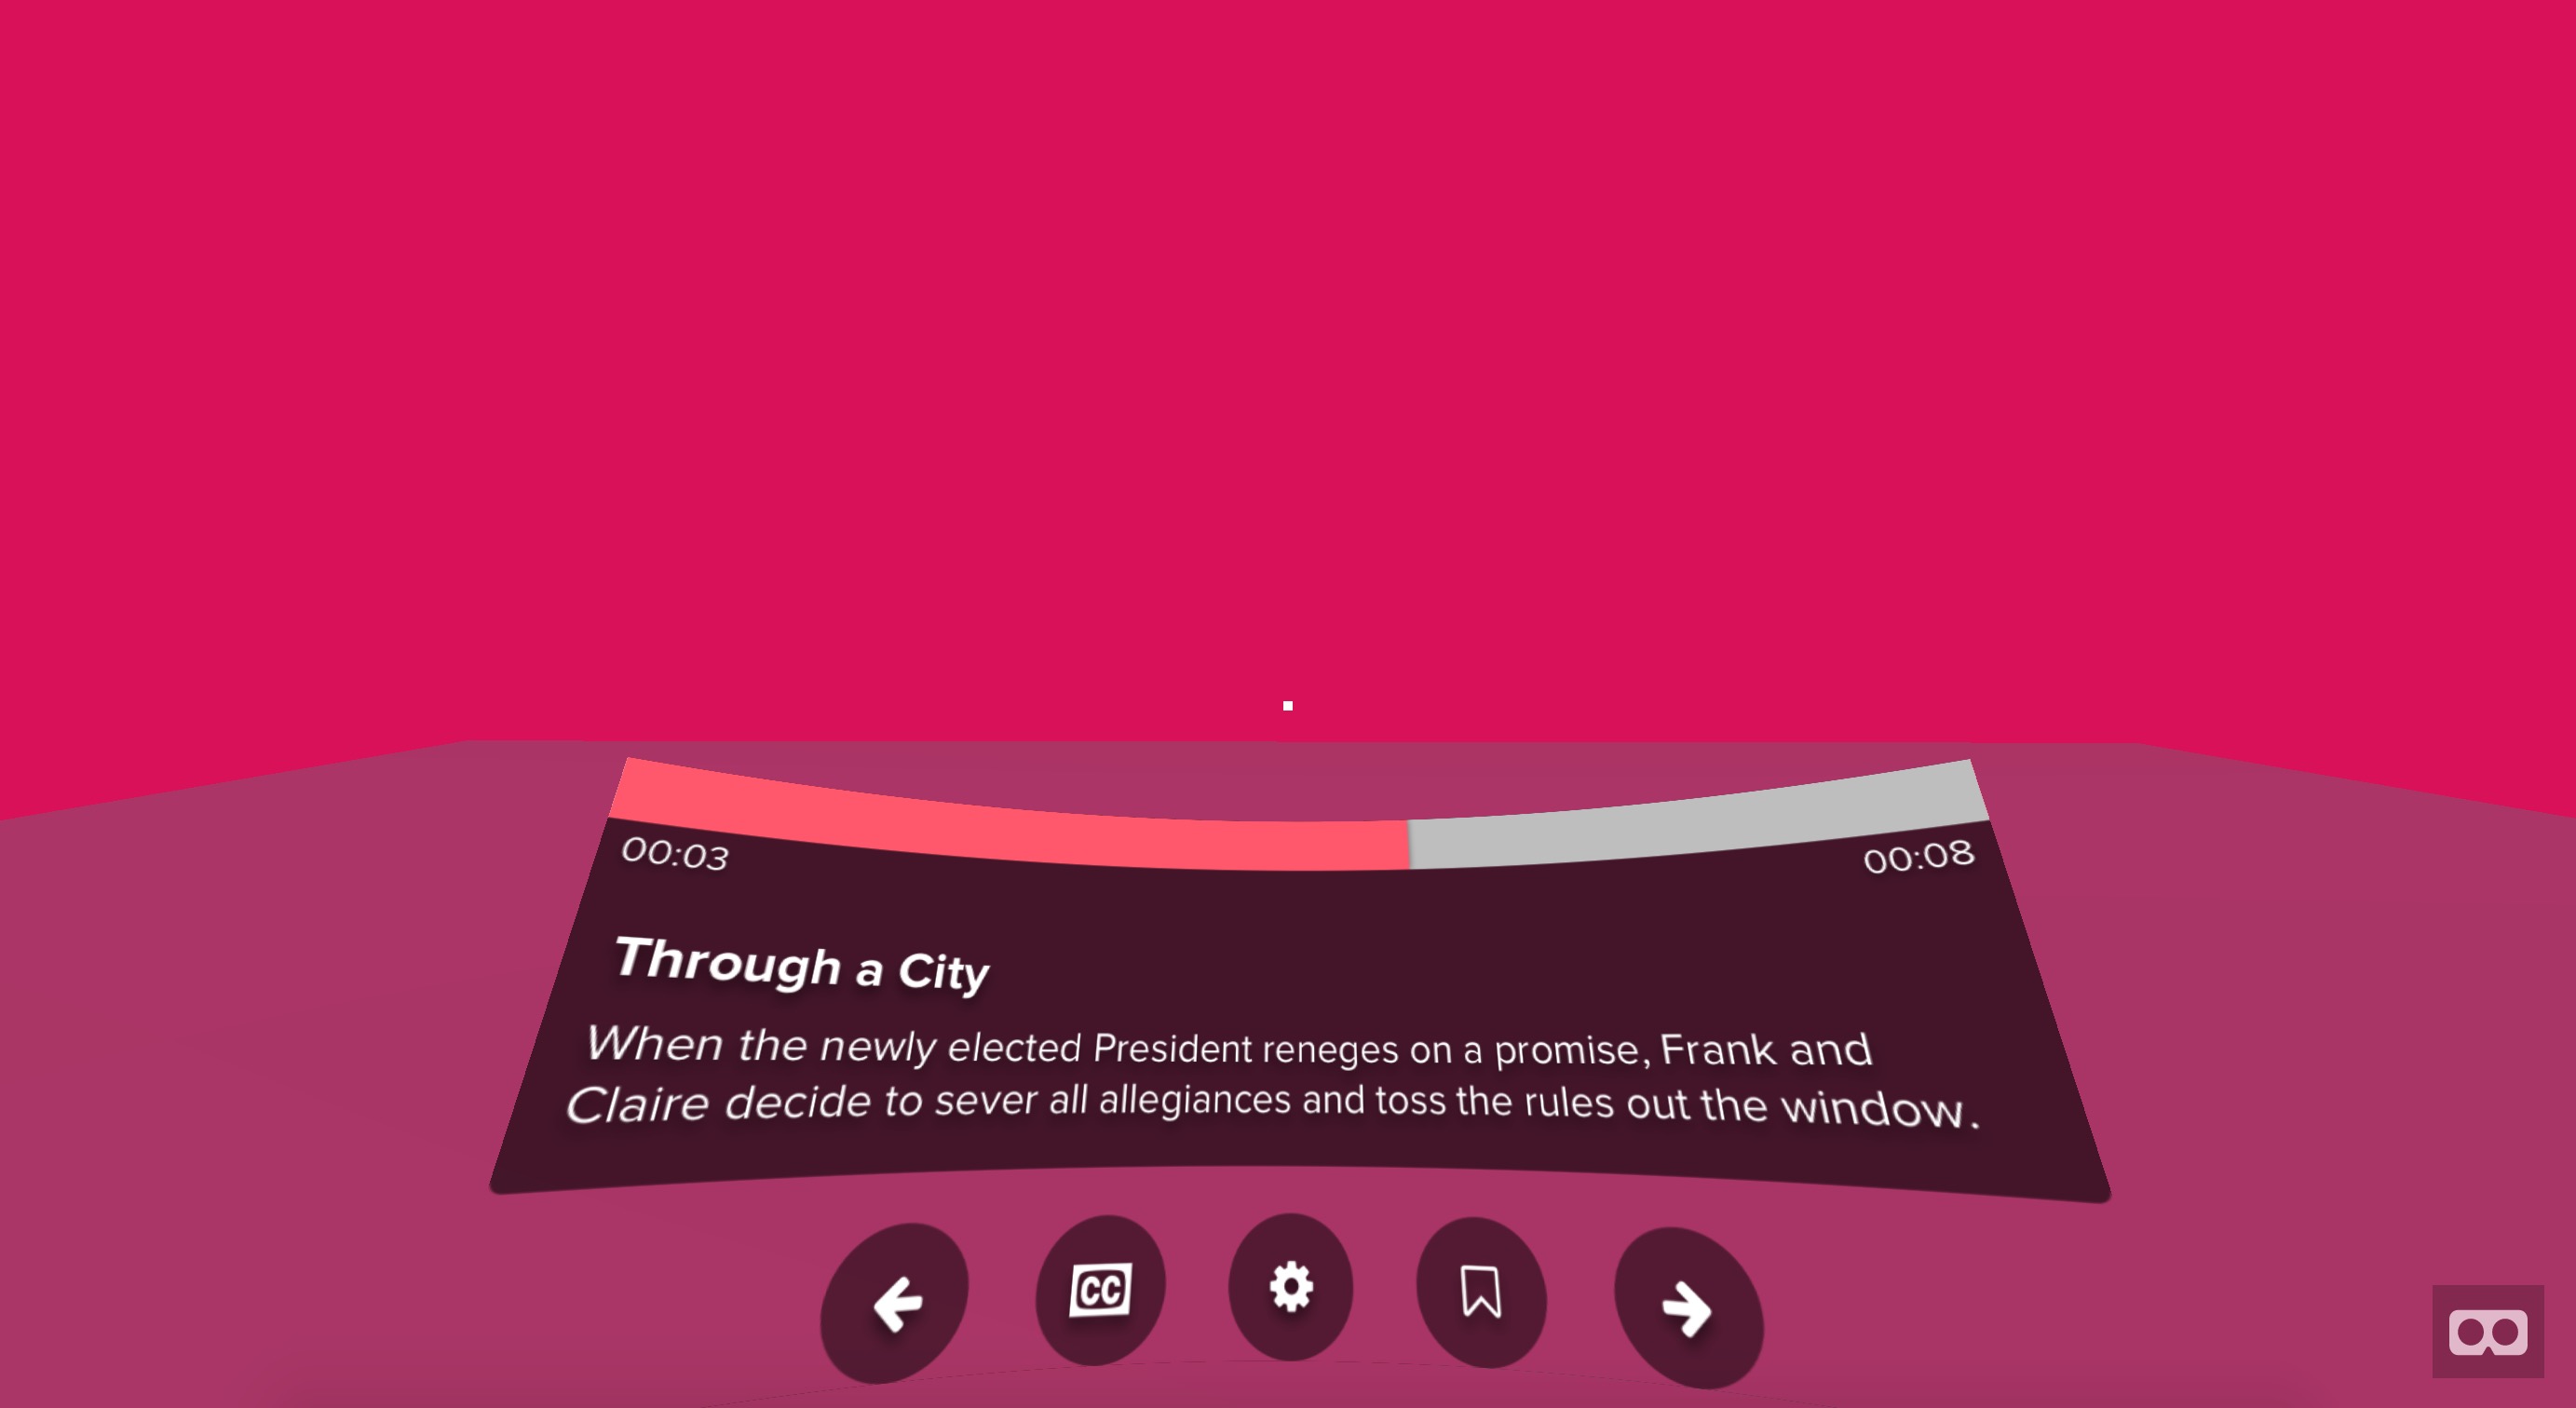 00:03
00:08
Through a City
When the newly elected President reneges on a promise, Frank and
Claire decide to sever all allegiances and toss the rules out the window.
CC